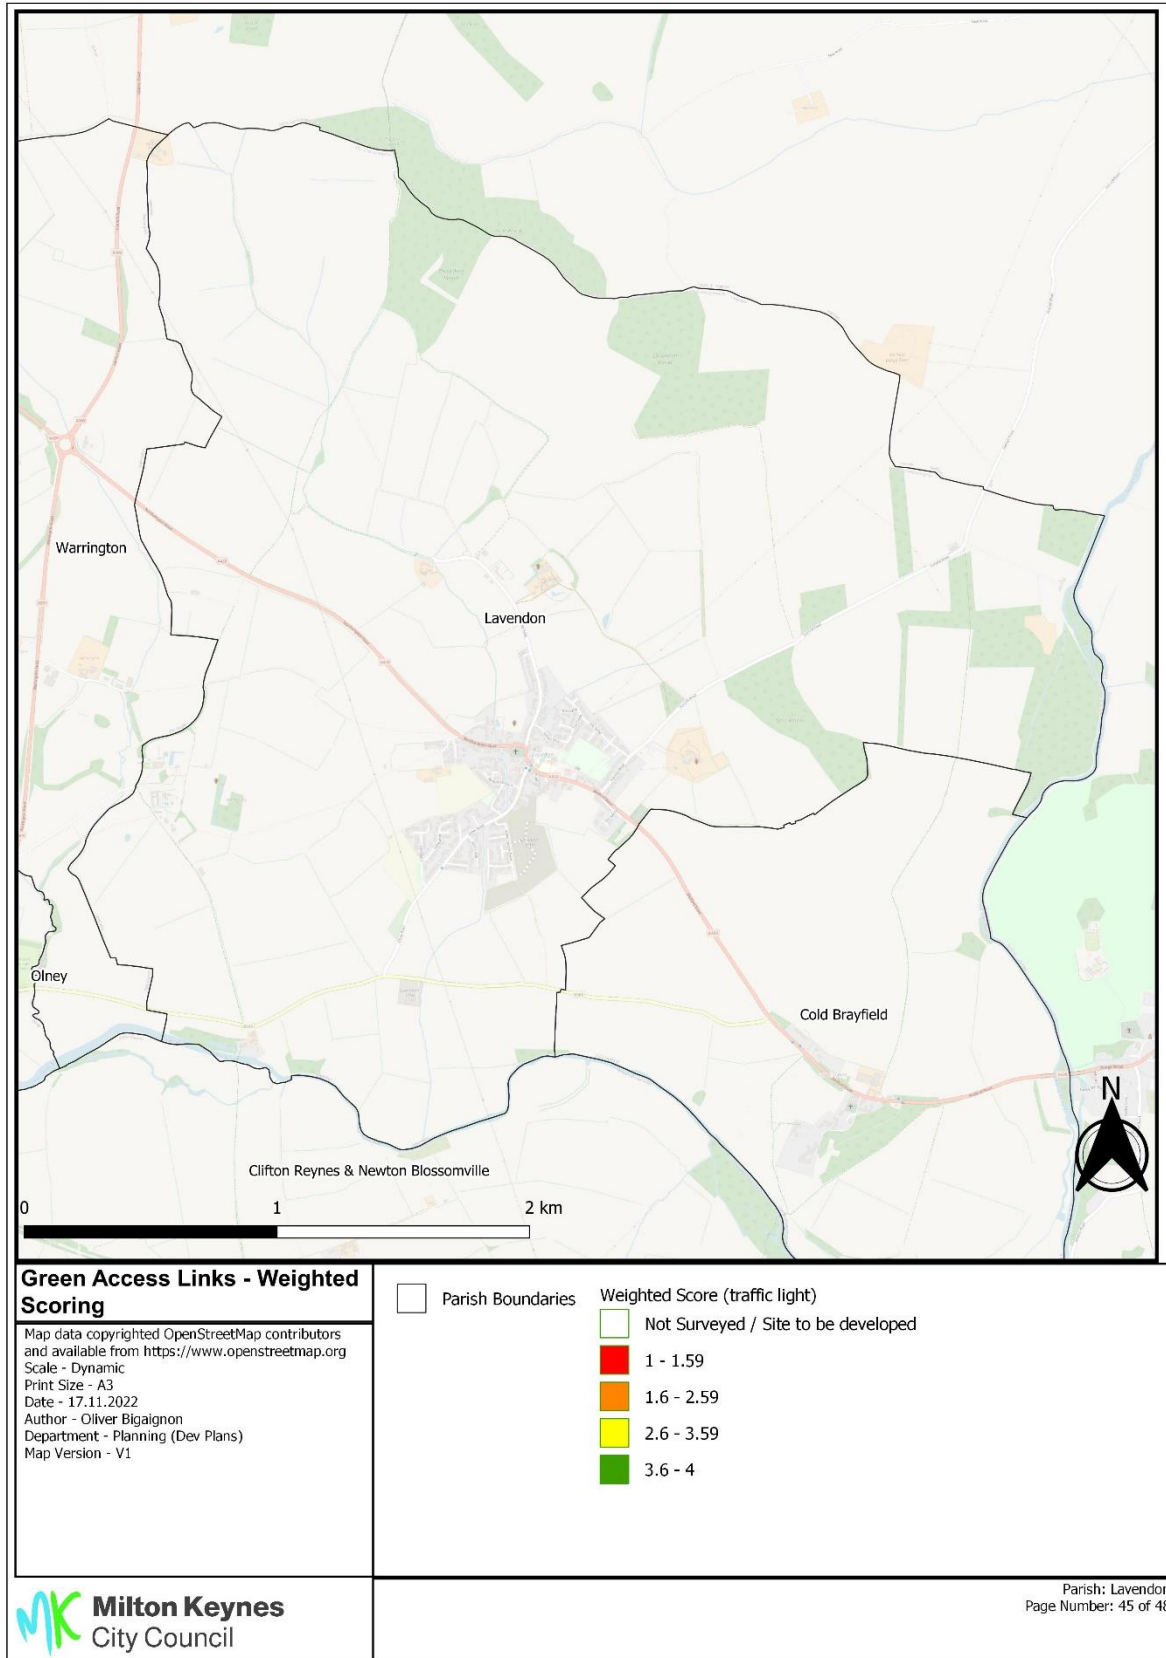 Warrington
Lavendon
Olney
Cold Brayfield
Clifton Reynes & Newton Blossomville
N
0
1
2 km
Green Access Links - Weighted
Scoring
Map data copyrighted OpenStreetMap contributors
and available from https://www.openstreetmap.org
Scale - Dynamic
Print Size - A3
Date - 17.11.2022
Author - Oliver Bigaignon
Department - Planning (Dev Plans)
Map Version - V1
Parish Boundaries
Weighted Score (traffic light)
Not Surveyed / Site to be developed
1 - 1.59
1.6 - 2.59
2.6 - 3.59
3.6 - 4
MK Milton Keynes
City Council
Parish: Lavendon
Page Number: 45 of 48